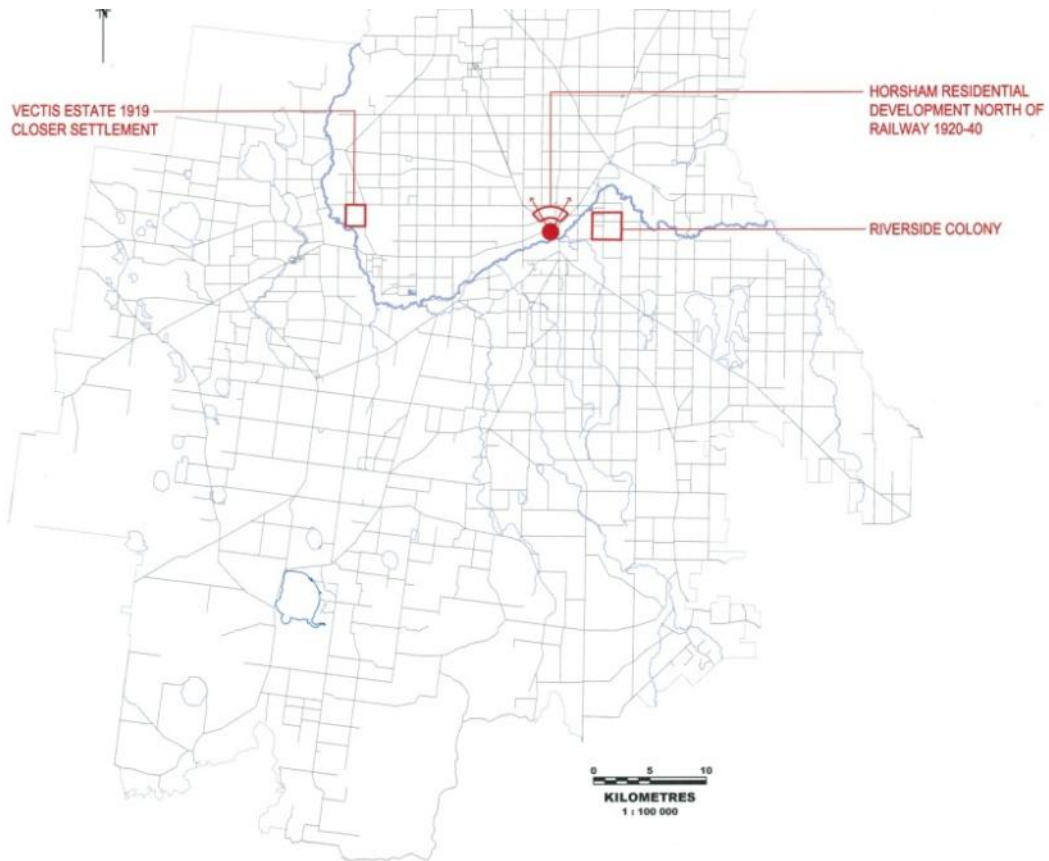 N
VECTIS ESTATE 1919
CLOSER SETTLEMENT
HORSHAM RESIDENTIAL
DEVELOPMENT NORTH OF
RAILWAY 1920-40
RIVERSIDE COLONY
0 5 10
KILOMETRES
1 : 100 000